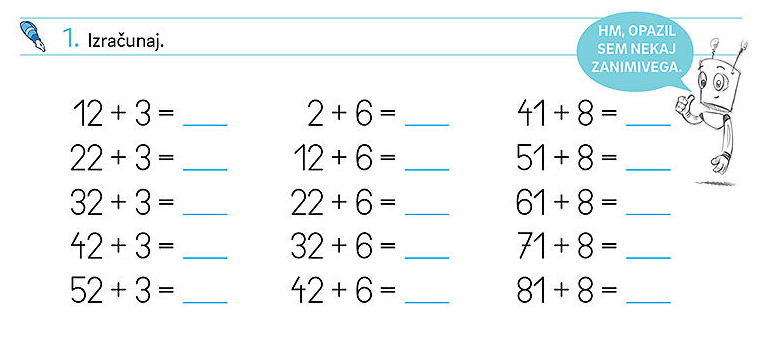 1. Izračunaj.
HM, OPAZIL
SEM NEKAJ
ZANIMIVEGA.
12 + 3 = ___ 2 + 6 = ___ 41 + 8 = ___
22 + 3 = ___ 12 + 6 = ___ 51 + 8 = ___
32 + 3 = ___ 22 + 6 = ___ 61 + 8 = ___
42 + 3 = ___ 32 + 6 = ___ 71 + 8 = ___
52 + 3 = ___ 42 + 6 = ___ 81 + 8 = ___